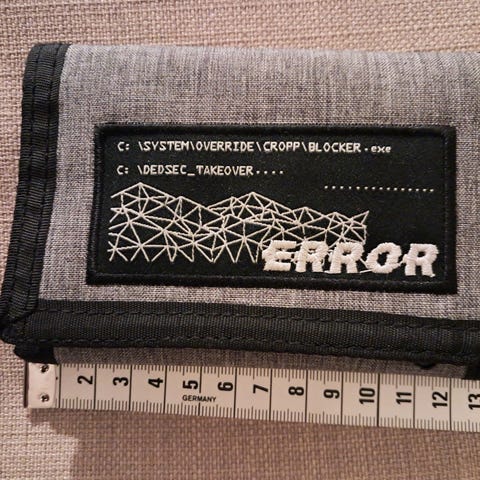 C: \SYSTEM\OVERRIDE\CROPP\BLOCKER.exe
C: \DEDSEC_TAKEOVER....
..............
ERROR
2 3 4 5 6 7 8 9 10 11 12 13
GERMANY